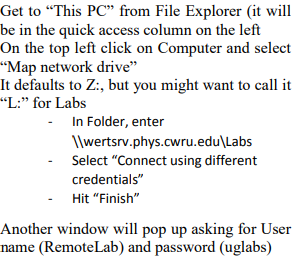 Get to “This PC” from File Explorer (it will
be in the quick access column on the left
On the top left click on Computer and select
“Map network drive”
It defaults to Z:, but you might want to call it
“L:” for Labs
- In Folder, enter
\\wertsrv.phys.cwru.edu\Labs
- Select “Connect using different
credentials”
- Hit “Finish”
Another window will pop up asking for User
name (RemoteLab) and password (uglabs)